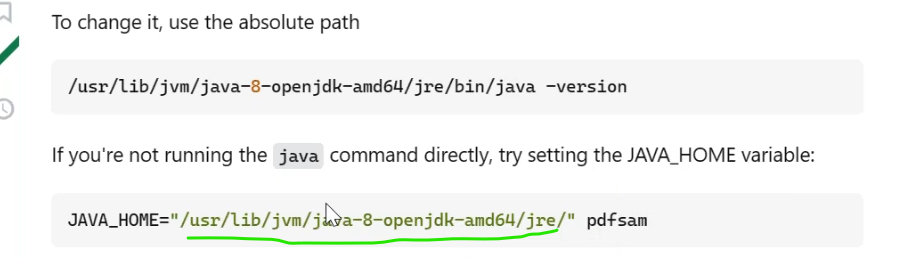 To change it, use the absolute path
/usr/lib/jvm/java-8-openjdk-amd64/jre/bin/java -version
If you're not running the java command directly, try setting the JAVA_HOME variable:
JAVA_HOME="/usr/lib/jvm/java-8-openjdk-amd64/jre/" pdfsam